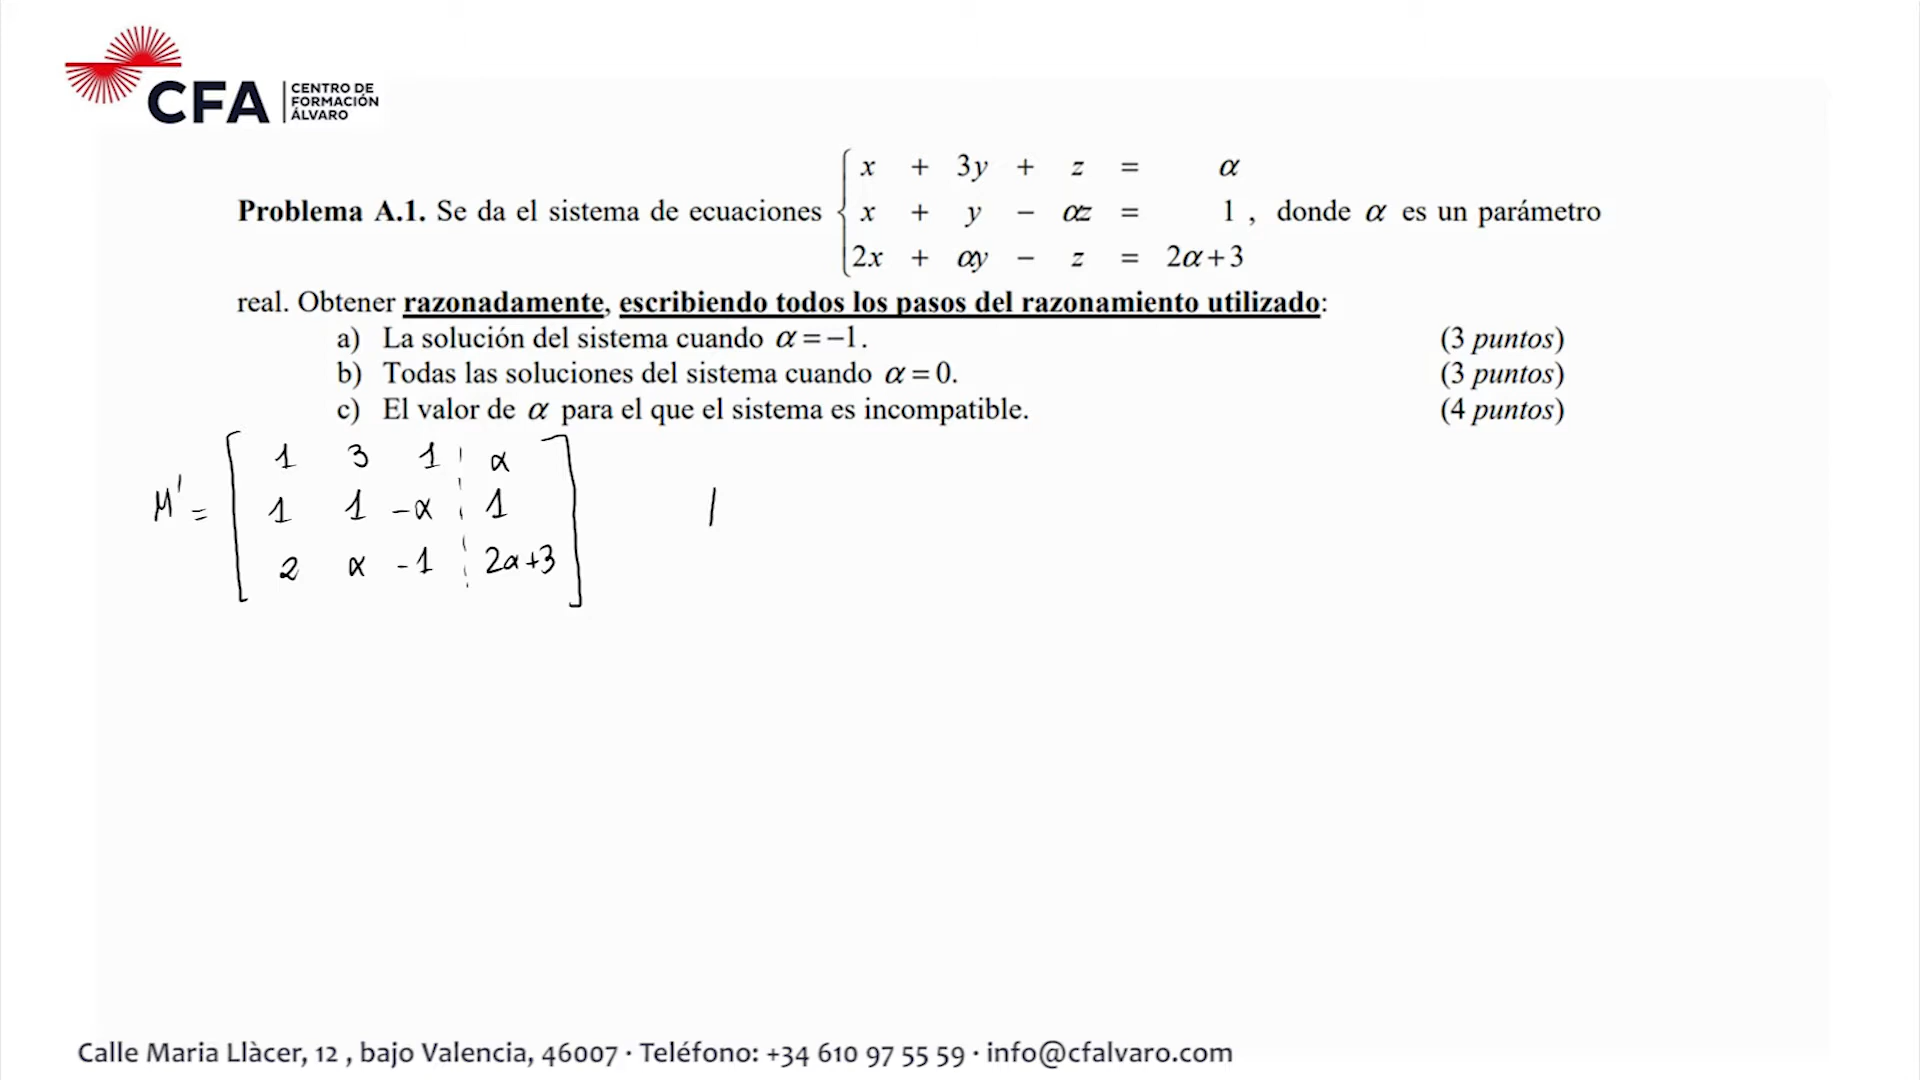 CFA
CENTRO DE
FORMACIÓN
ÁLVARO
x + 3y + z = α
Problema A.1. Se da el sistema de ecuaciones x + y − αz = 1 , donde α es un parámetro
2x + αy − z = 2α+3
real. Obtener razonadamente, escribiendo todos los pasos del razonamiento utilizado:
a) La solución del sistema cuando α = −1. (3 puntos)
b) Todas las soluciones del sistema cuando α = 0. (3 puntos)
c) El valor de α para el que el sistema es incompatible. (4 puntos)
1 3 1 α
M' = 1 1 -α 1
2 α -1 2α+3
Calle Maria Llàcer, 12 , bajo Valencia, 46007 · Teléfono: +34 610 97 55 59 · info@cfalvaro.com